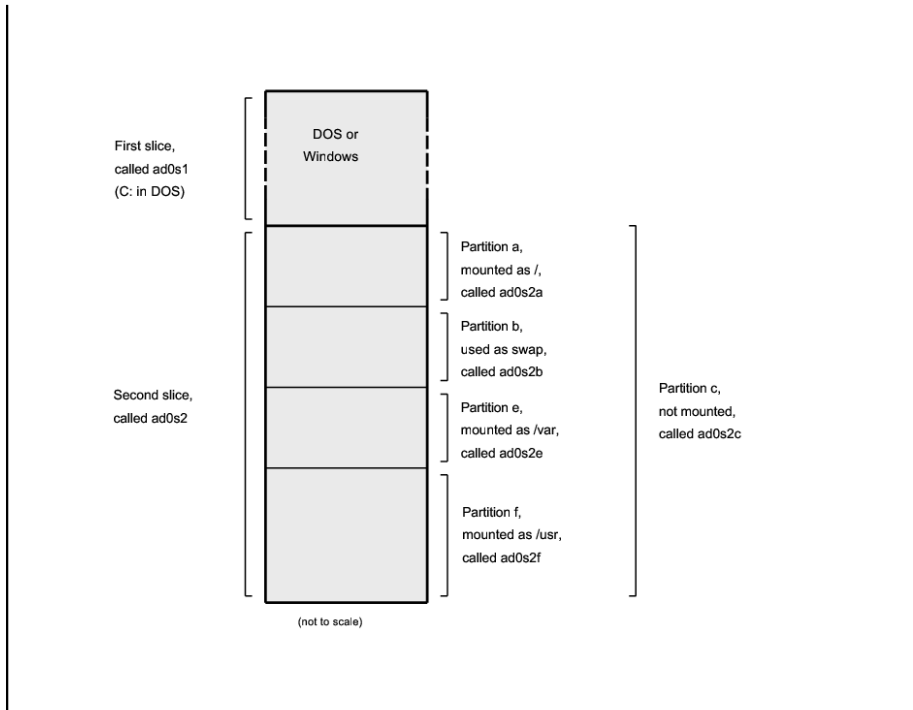 DOS or
Windows
First slice,
called ad0s1
(C: in DOS)
Partition a,
mounted as /,
called ad0s2a
Partition b,
used as swap,
called ad0s2b
Second slice,
called ad0s2
Partition e,
mounted as /var,
called ad0s2e
Partition c,
not mounted,
called ad0s2c
Partition f,
mounted as /usr,
called ad0s2f
(not to scale)